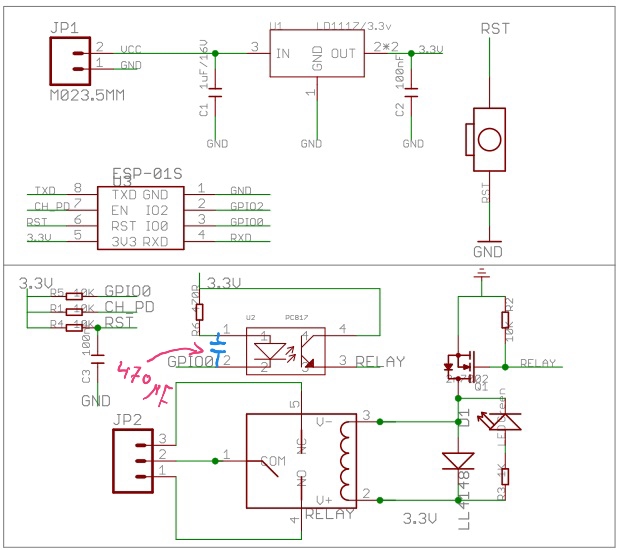 JP1
2 VCC
1 GND
M023.5MM
U1 LD1117/3.3v
3 IN OUT 2*2 3.3V
GND
1
C1 1uF/16V
C2 100nF
GND
GND
GND
RST
RST
GND
ESP-01S
U3
TXD 8 TXD GND 1 GND
CH_PD 7 EN IO2 2 GPIO2
RST 6 RST IO0 3 GPIO0
3.3V 5 3V3 RXD 4 RXD
3.3V
R5 10K GPIO0
R1 10K CH_PD
R4 10K RST
C3 100n
GND
3.3V
R6 470R
U2 PC817
1 4
GPIO0 2 3 RELAY
470µF
R2
10K
RELAY
Q1
JP2
3
2
1
5
NC
1 COM
NO
4
V- 3
V+ 2
RELAY
3.3V
D1
LL4148
LED Green
R3 1K